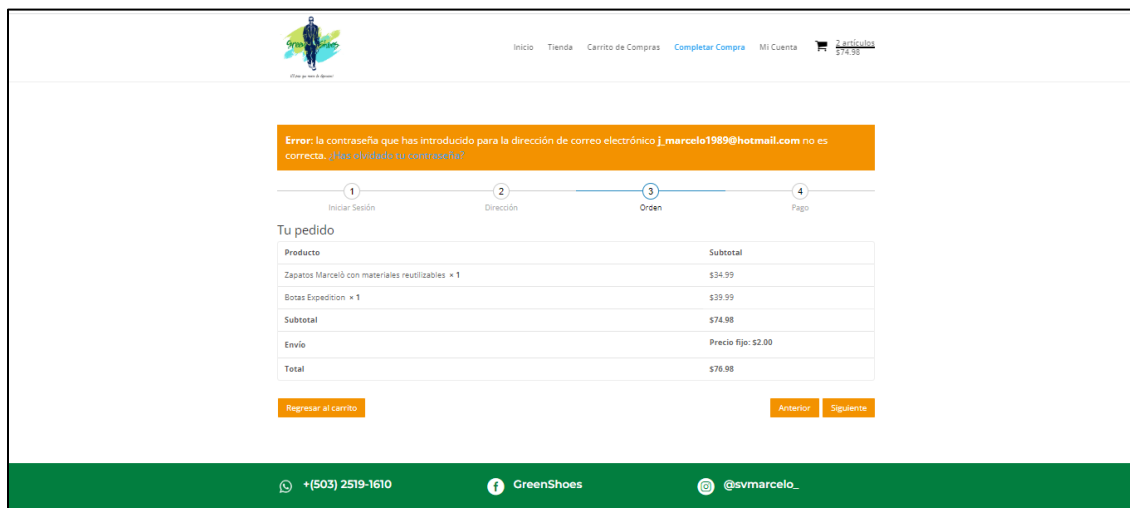 Inicio Tienda Carrito de Compras Completar Compra Mi Cuenta 2 artículos
$74.98
Error: la contraseña que has introducido para la dirección de correo electrónico j_marcelo1989@hotmail.com no es
correcta. ¿Has olvidado tu contraseña?
1 2 3 4
Iniciar Sesión Dirección Orden Pago
Tu pedido
Producto Subtotal
Zapatos Marceló con materiales reutilizables × 1 $34.99
Botas Expedition × 1 $39.99
Subtotal $74.98
Envío Precio fijo: $2.00
Total $76.98
Regresar al carrito Anterior Siguiente
+(503) 2519-1610 GreenShoes @svmarcelo_